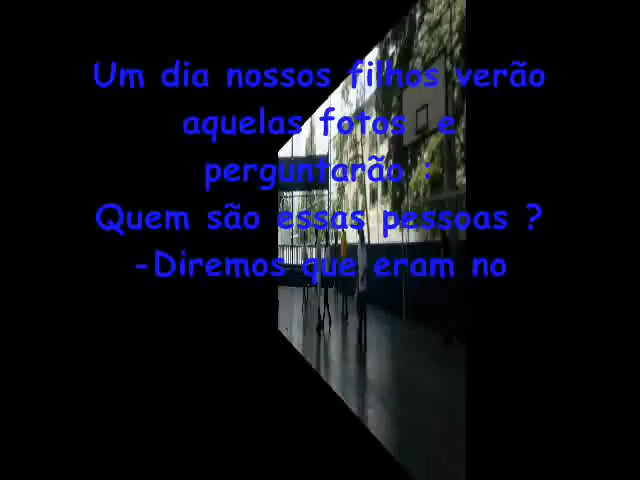 Um dia nossos filhos verão
aquelas fotos e
perguntarão :
Quem são essas pessoas ?
-Diremos que eram no